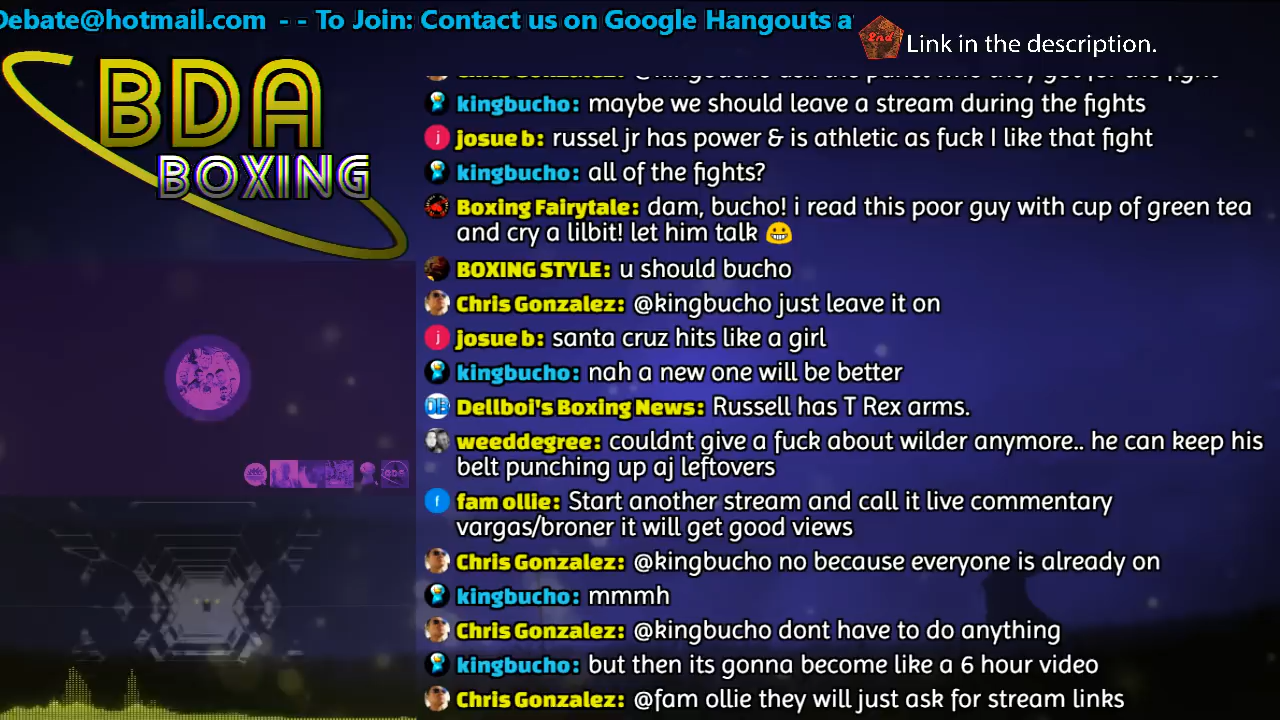 Debate@hotmail.com - - To Join: Contact us on Google Hangouts a
2nd
Link in the description.
BDA
BOXING
kingbucho: maybe we should leave a stream during the fights
josue b: russel jr has power & is athletic as fuck I like that fight
kingbucho: all of the fights?
Boxing Fairytale: dam, bucho! i read this poor guy with cup of green tea
and cry a lilbit! let him talk 😬
BOXING STYLE: u should bucho
Chris Gonzalez: @kingbucho just leave it on
josue b: santa cruz hits like a girl
kingbucho: nah a new one will be better
Dellboi's Boxing News: Russell has T Rex arms.
weeddegree: couldnt give a fuck about wilder anymore.. he can keep his
belt punching up aj leftovers
fam ollie: Start another stream and call it live commentary
vargas/broner it will get good views
Chris Gonzalez: @kingbucho no because everyone is already on
kingbucho: mmmh
Chris Gonzalez: @kingbucho dont have to do anything
kingbucho: but then its gonna become like a 6 hour video
Chris Gonzalez: @fam ollie they will just ask for stream links